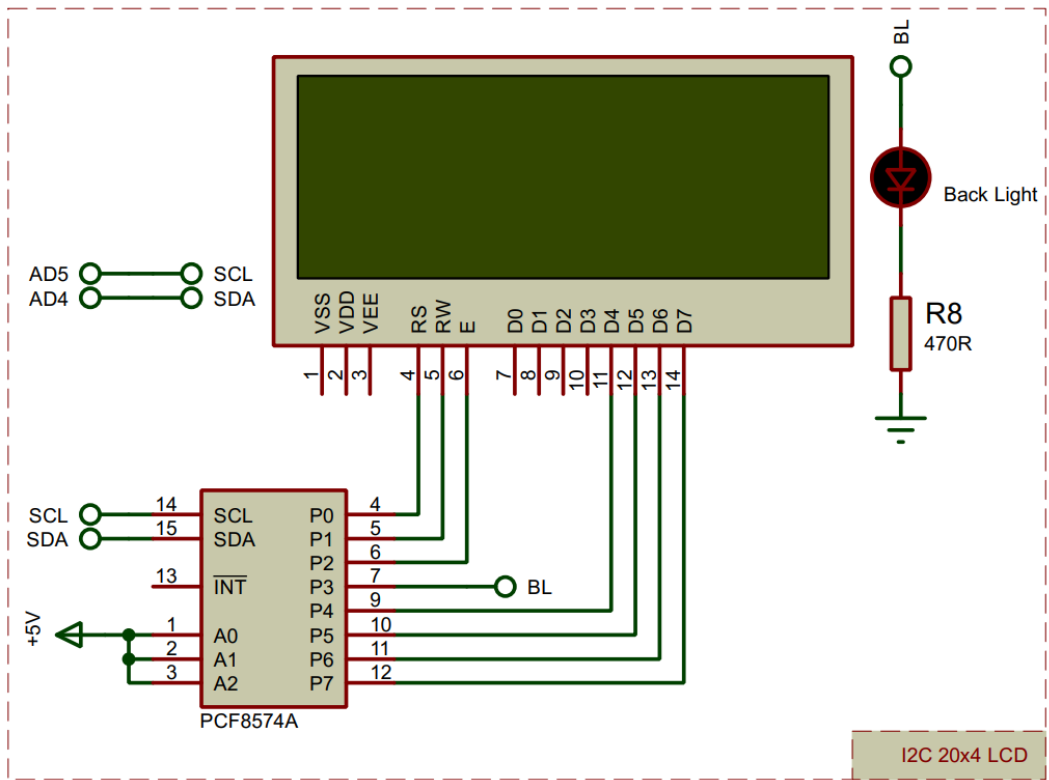 BL
Back Light
AD5 SCL
AD4 SDA
VSS VDD VEE RS RW E D0 D1 D2 D3 D4 D5 D6 D7
1 2 3 4 5 6 7 8 9 10 11 12 13 14
R8
470R
SCL 14 SCL P0 4
SDA 15 SDA P1 5
P2 6
13 INT P3 7 BL
P4 9
+5V 1 A0 P5 10
2 A1 P6 11
3 A2 P7 12
PCF8574A
I2C 20x4 LCD